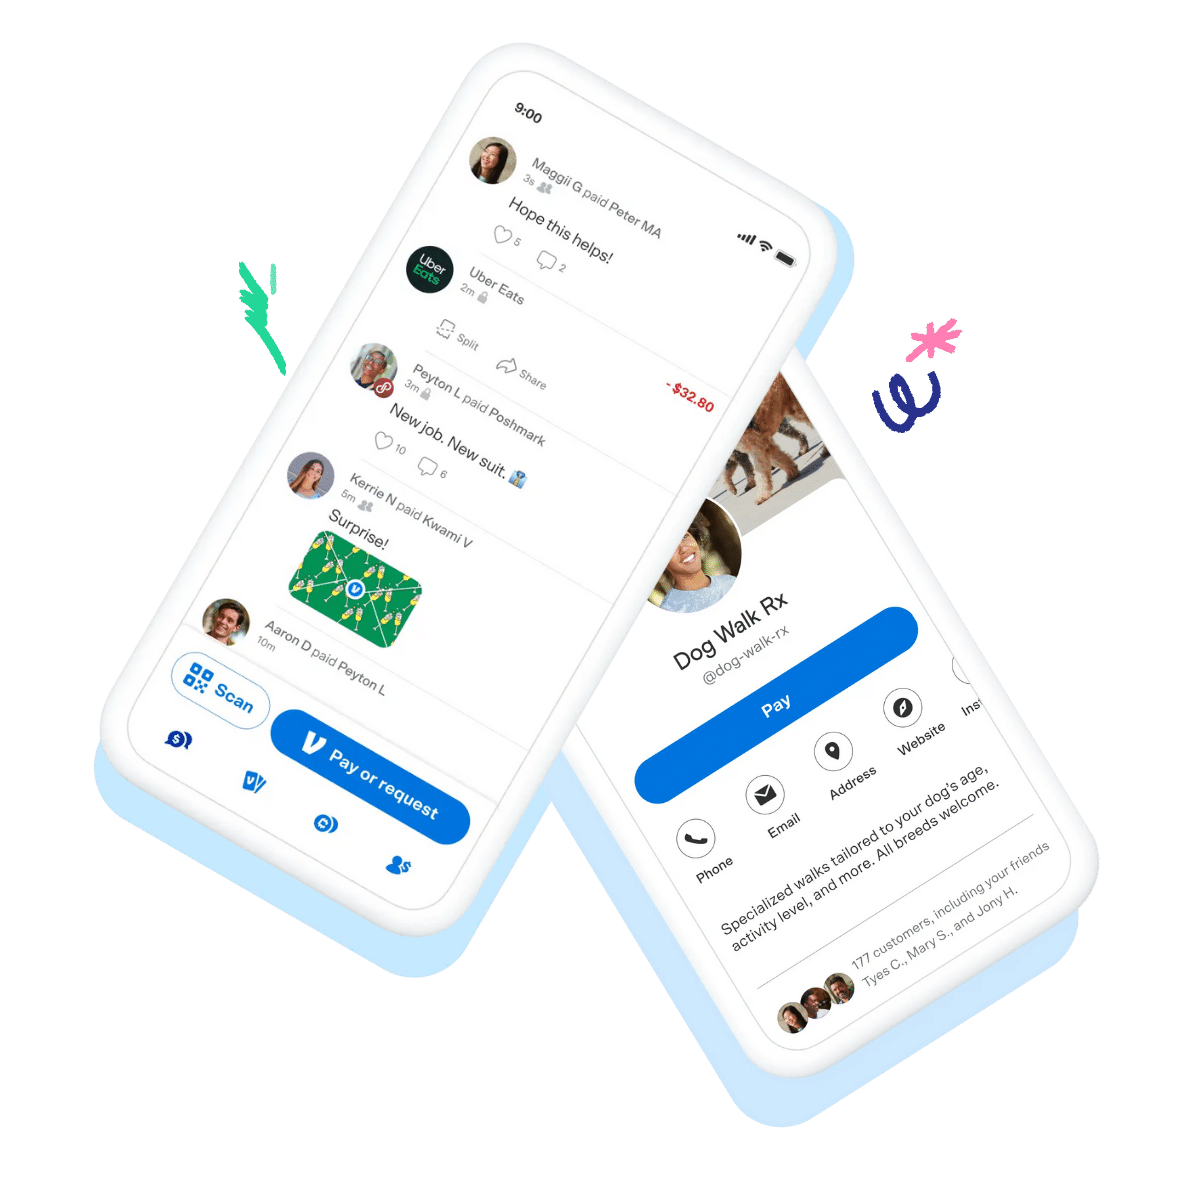 9:00
Maggii G paid Peter MA
3s
Hope this helps!
5
2
Uber
Eats
Uber Eats
2m
- $32.80
Split
Share
Peyton L paid Poshmark
3m
New job. New suit.
10
6
Kerrie N paid Kwami V
5m
Surprise!
Aaron D paid Peyton L
10m
Scan
Pay or request
Dog Walk Rx
@dog-walk-rx
Pay
Phone
Email
Address
Website
Ins
Specialized walks tailored to your dog's age,
activity level, and more. All breeds welcome.
177 customers, including your friends
Tyes C., Mary S., and Jony H.